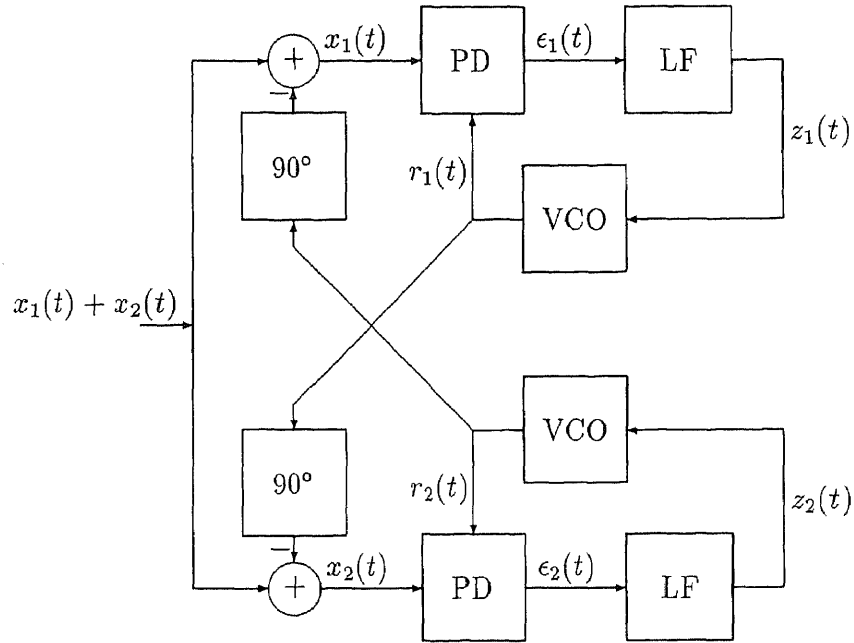 x₁(t)
ϵ₁(t)
+
PD
LF
−
z₁(t)
90°
r₁(t)
VCO
x₁(t) + x₂(t)
VCO
90°
r₂(t)
z₂(t)
−
x₂(t)
ϵ₂(t)
+
PD
LF